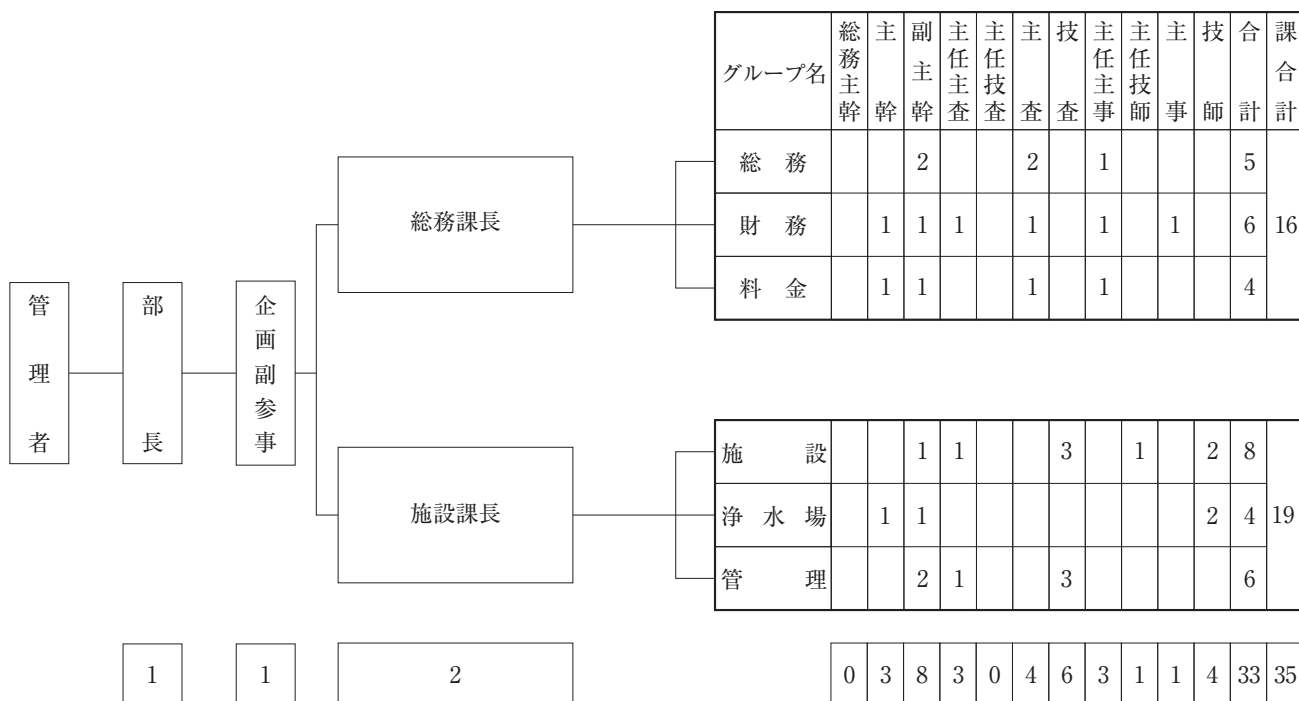 グループ名 総務主幹 主幹 副主幹 主任主査 主任技査 主査 技査 主任主事 主任技師 主事 技師 合計 課合計
総務 2 2 1 5
総務課長
財務 1 1 1 1 1 1 6 16
料金 1 1 1 1 4
管理者
部長
企画副参事
施設 1 1 3 1 2 8
施設課長
浄水場 1 1 2 4 19
管理 2 1 3 6
1 1 2 0 3 8 3 0 4 6 3 1 1 4 33 35